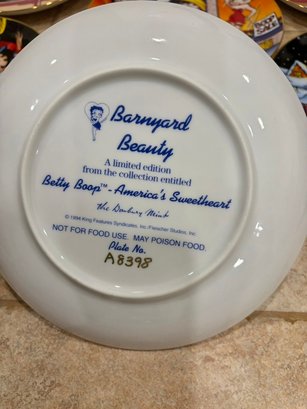 Barnyard
Beauty
A limited edition
from the collection entitled
Betty Boop™ - America's Sweetheart
The Danbury Mint
© 1994 King Features Syndicates, Inc./Fleischer Studios, Inc.
NOT FOR FOOD USE. MAY POISON FOOD.
Plate No.
A8398